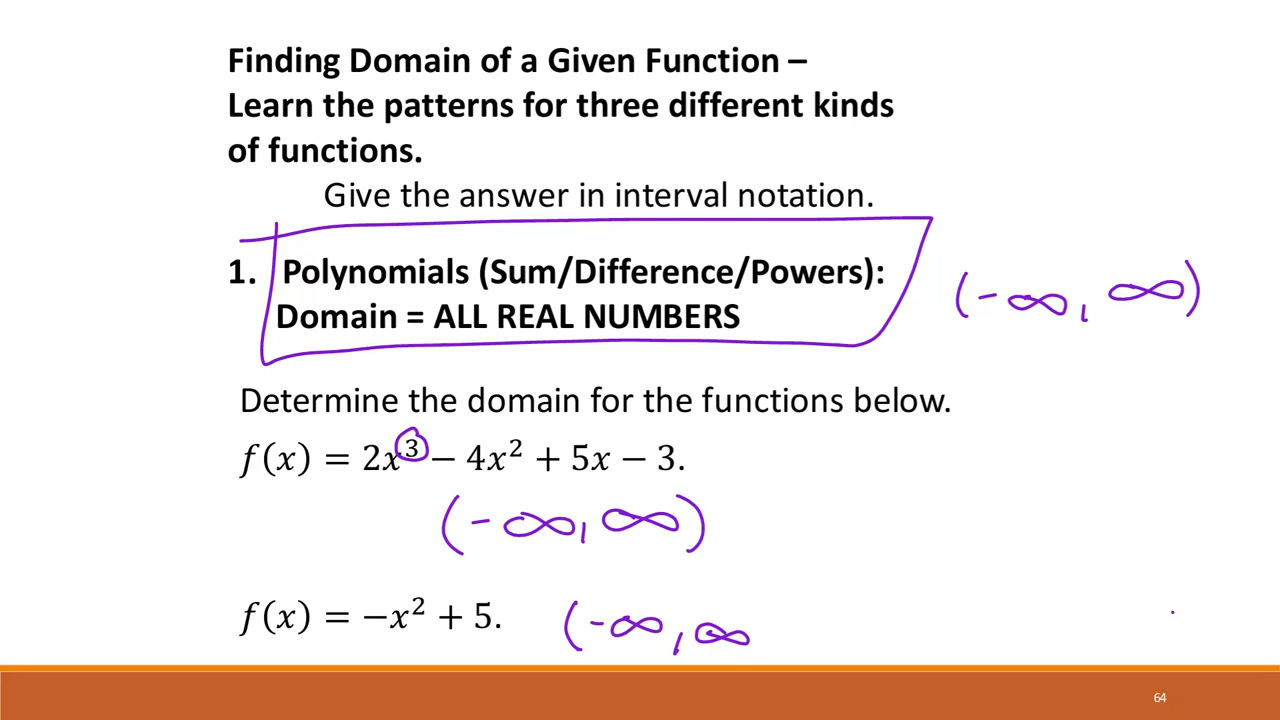 Finding Domain of a Given Function –
Learn the patterns for three different kinds
of functions.
Give the answer in interval notation.
1. Polynomials (Sum/Difference/Powers):
Domain = ALL REAL NUMBERS
(-∞, ∞)
Determine the domain for the functions below.
f(x) = 2x³ − 4x² + 5x − 3.
(-∞, ∞)
f(x) = −x² + 5. (-∞, ∞
64